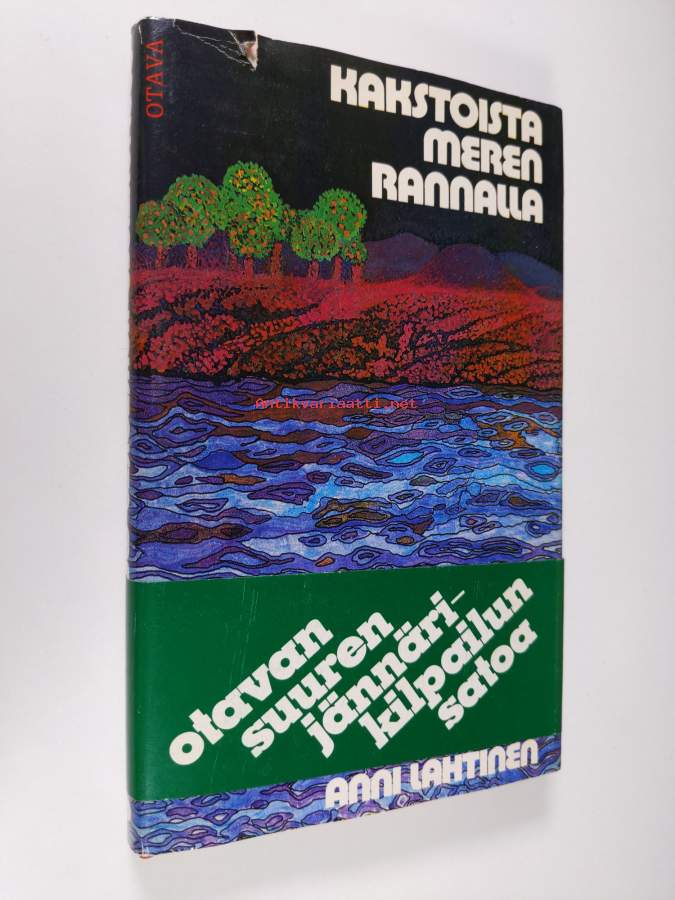 OTAVA
KAKSTOISTA
MEREN
RANNALLA
Antikvariaatti.net
otavan
suuren
jännäri-
kilpailun
satoa
ANNI LAHTINEN